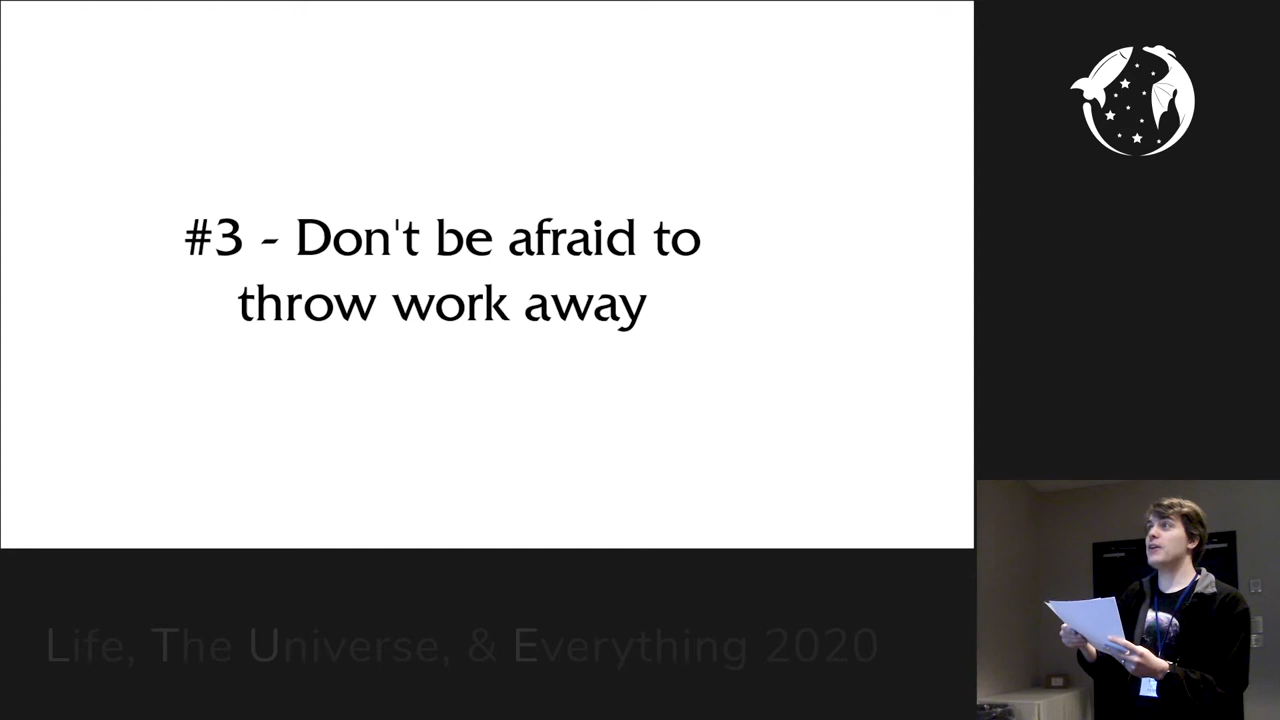 #3 - Don't be afraid to
throw work away
Life, The Universe, & Everything 2020